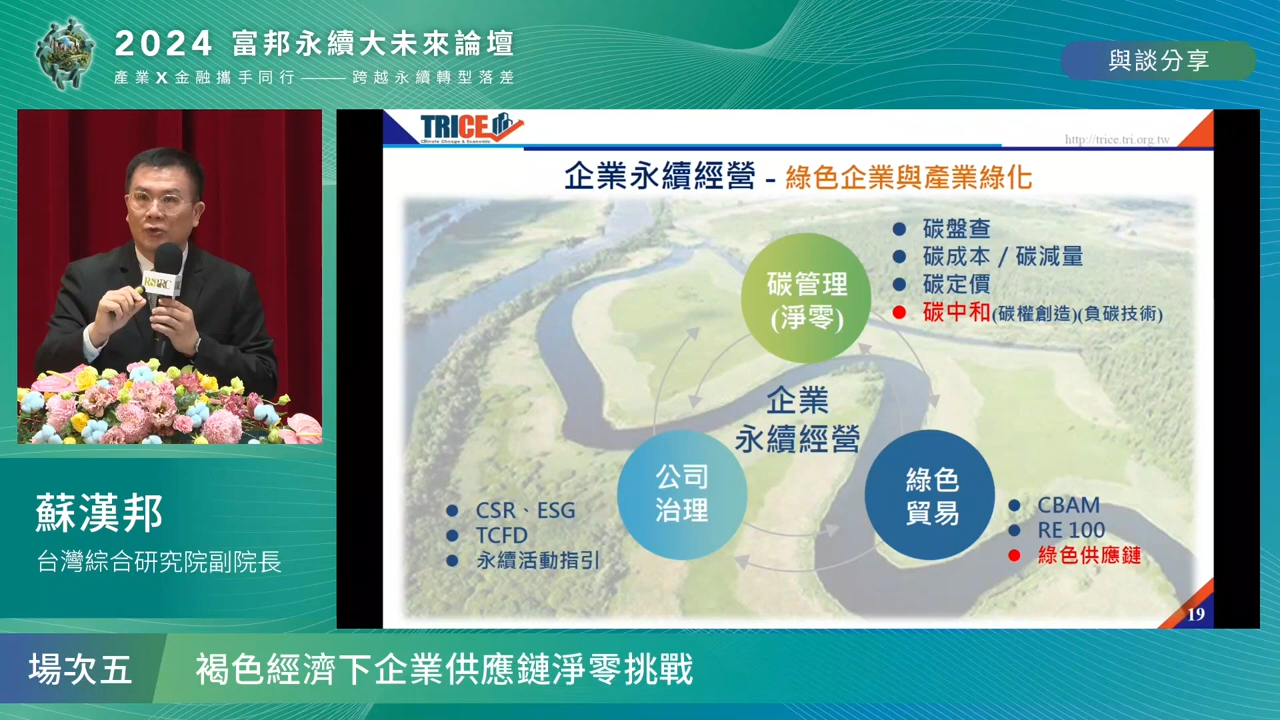 2024 富邦永續大未來論壇
產業X金融攜手同行——跨越永續轉型落差
與談分享
TRICE
Climate Change & Economic
http://trice.tri.org.tw
企業永續經營 - 綠色企業與產業綠化
碳管理
(淨零)
碳盤查
碳成本 / 碳減量
碳定價
碳中和(碳權創造)(負碳技術)
企業
永續經營
公司
治理
CSR、ESG
TCFD
永續活動指引
綠色
貿易
CBAM
RE 100
綠色供應鏈
19
蘇漢邦
台灣綜合研究院副院長
場次五
褐色經濟下企業供應鏈淨零挑戰